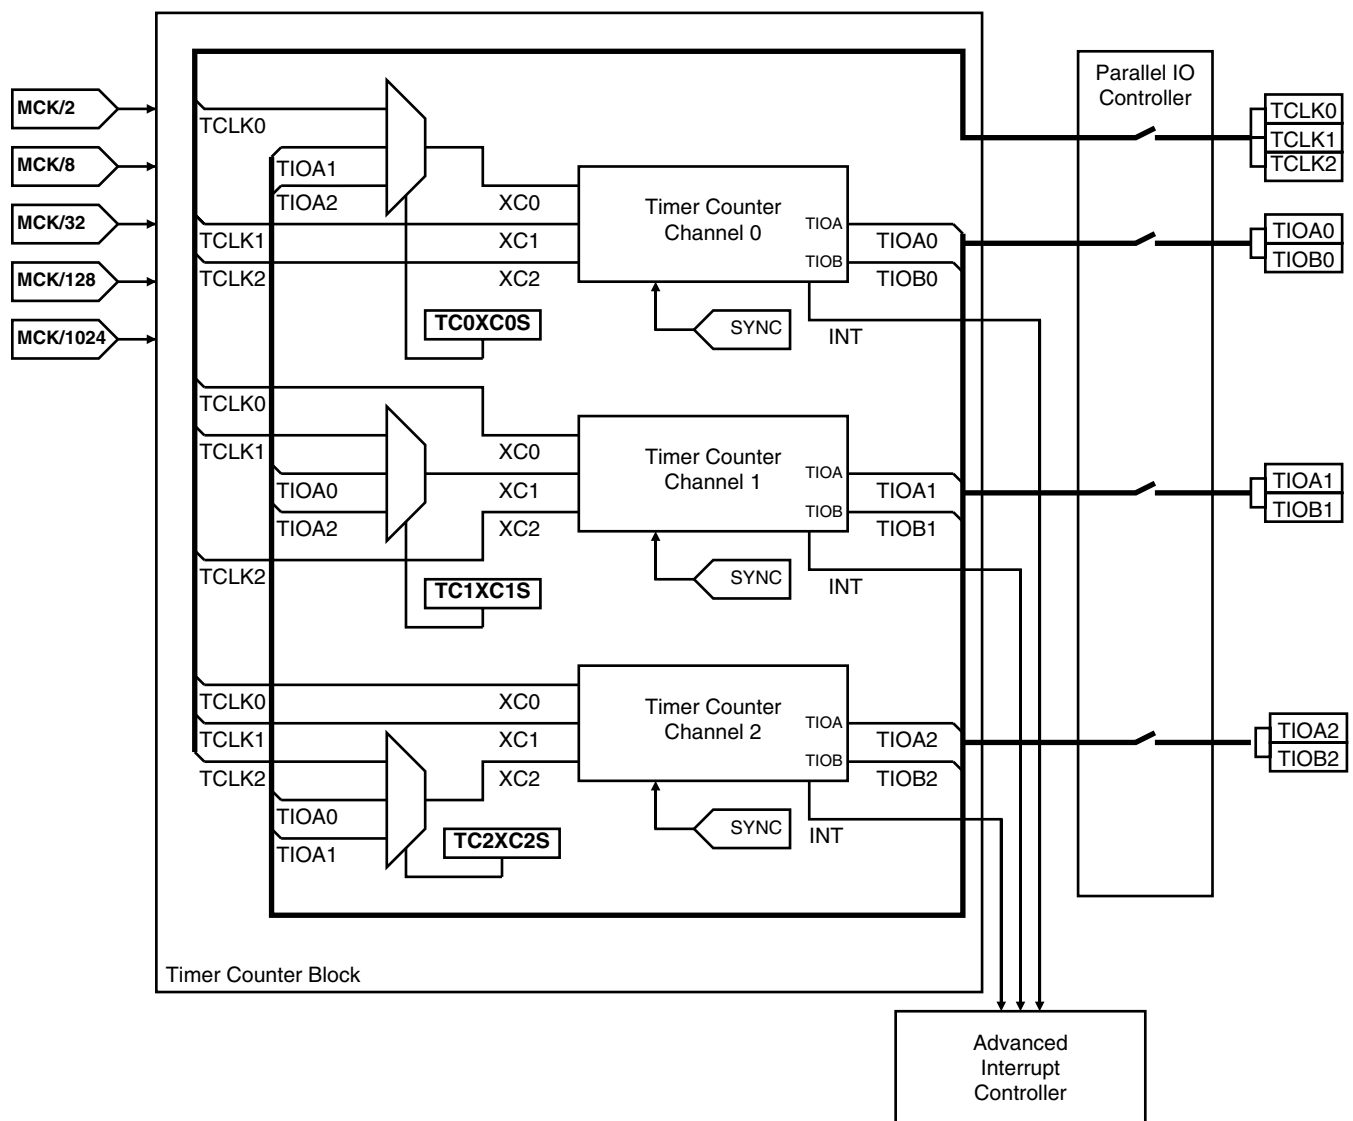 MCK/2
MCK/8
MCK/32
MCK/128
MCK/1024
TCLK0
TIOA1
TIOA2
TCLK1
TCLK2
XC0
XC1
XC2
TC0XC0S
Timer Counter
Channel 0
TIOA
TIOB
TIOA0
TIOB0
SYNC
INT
TCLK0
TCLK1
TIOA0
TIOA2
TCLK2
XC0
XC1
XC2
TC1XC1S
Timer Counter
Channel 1
TIOA
TIOB
TIOA1
TIOB1
SYNC
INT
TCLK0
TCLK1
TCLK2
TIOA0
TIOA1
XC0
XC1
XC2
TC2XC2S
Timer Counter
Channel 2
TIOA
TIOB
TIOA2
TIOB2
SYNC
INT
Timer Counter Block
Parallel IO
Controller
TCLK0
TCLK1
TCLK2
TIOA0
TIOB0
TIOA1
TIOB1
TIOA2
TIOB2
Advanced
Interrupt
Controller